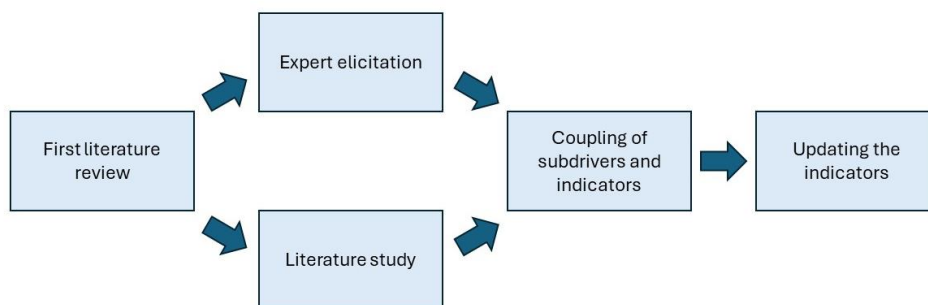 First literature
review
Expert elicitation
Literature study
Coupling of
subdrivers and
indicators
Updating the
indicators